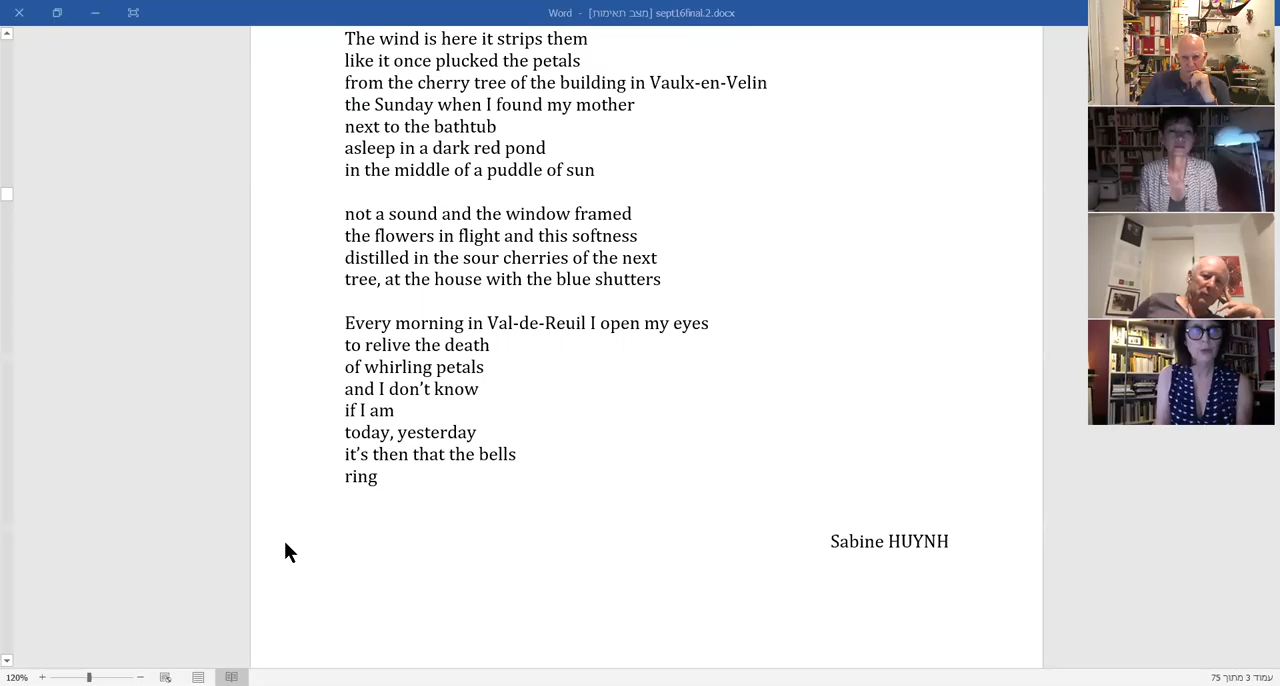 Word - [מצב תאימות] sept16final.2.docx
The wind is here it strips them
like it once plucked the petals
from the cherry tree of the building in Vaulx-en-Velin
the Sunday when I found my mother
next to the bathtub
asleep in a dark red pond
in the middle of a puddle of sun
not a sound and the window framed
the flowers in flight and this softness
distilled in the sour cherries of the next
tree, at the house with the blue shutters
Every morning in Val-de-Reuil I open my eyes
to relive the death
of whirling petals
and I don’t know
if I am
today, yesterday
it’s then that the bells
ring
Sabine HUYNH
120%
עמוד 3 מתוך 75